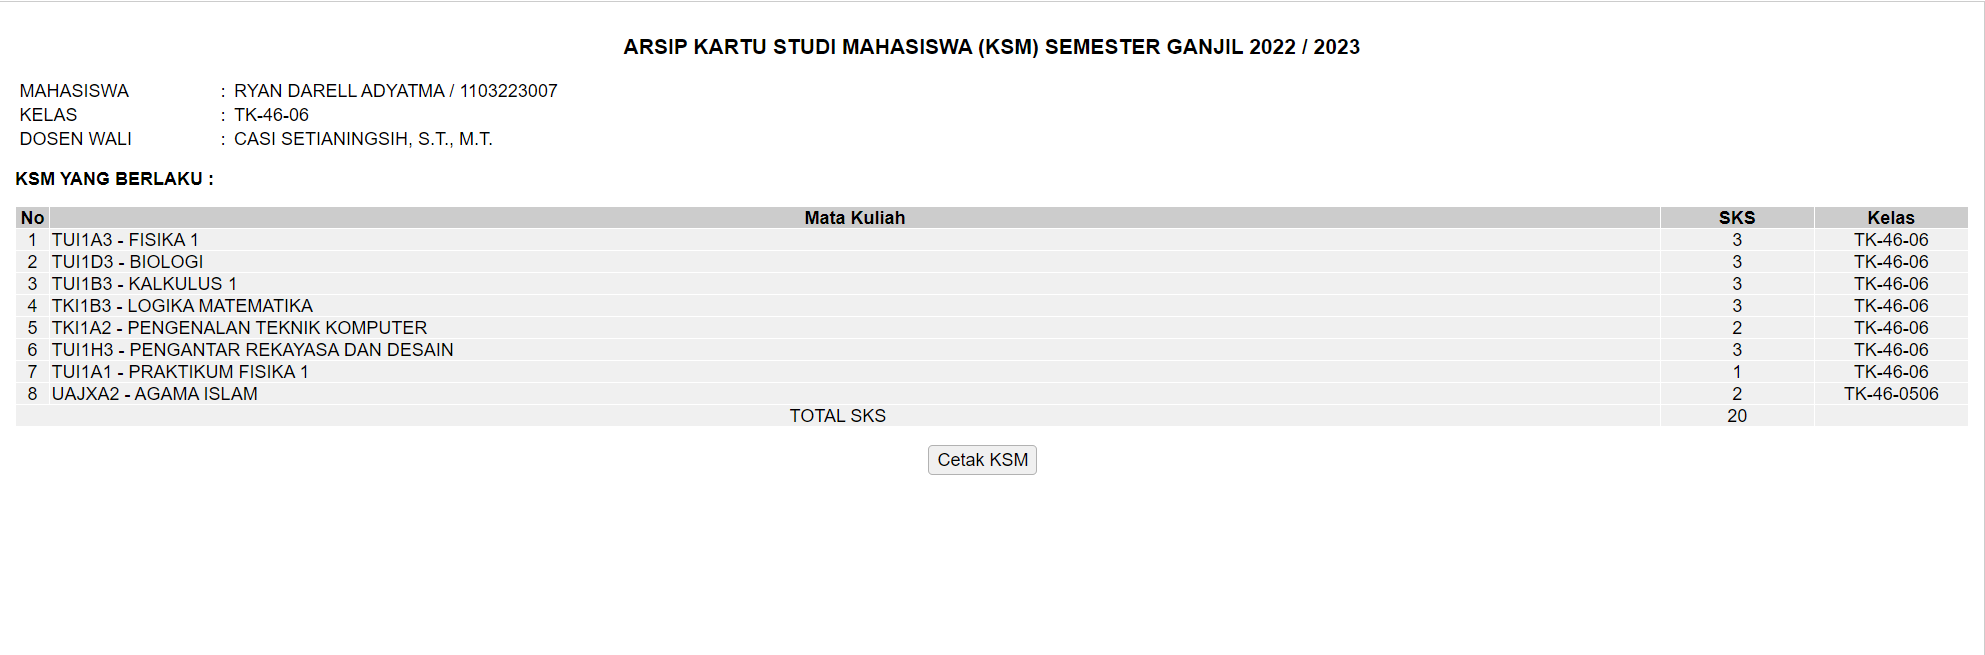 ARSIP KARTU STUDI MAHASISWA (KSM) SEMESTER GANJIL 2022 / 2023
MAHASISWA : RYAN DARELL ADYATMA / 1103223007
KELAS : TK-46-06
DOSEN WALI : CASI SETIANINGSIH, S.T., M.T.
KSM YANG BERLAKU :
No Mata Kuliah SKS Kelas
1 TUI1A3 - FISIKA 1 3 TK-46-06
2 TUI1D3 - BIOLOGI 3 TK-46-06
3 TUI1B3 - KALKULUS 1 3 TK-46-06
4 TKI1B3 - LOGIKA MATEMATIKA 3 TK-46-06
5 TKI1A2 - PENGENALAN TEKNIK KOMPUTER 2 TK-46-06
6 TUI1H3 - PENGANTAR REKAYASA DAN DESAIN 3 TK-46-06
7 TUI1A1 - PRAKTIKUM FISIKA 1 1 TK-46-06
8 UAJXA2 - AGAMA ISLAM 2 TK-46-0506
TOTAL SKS 20
Cetak KSM